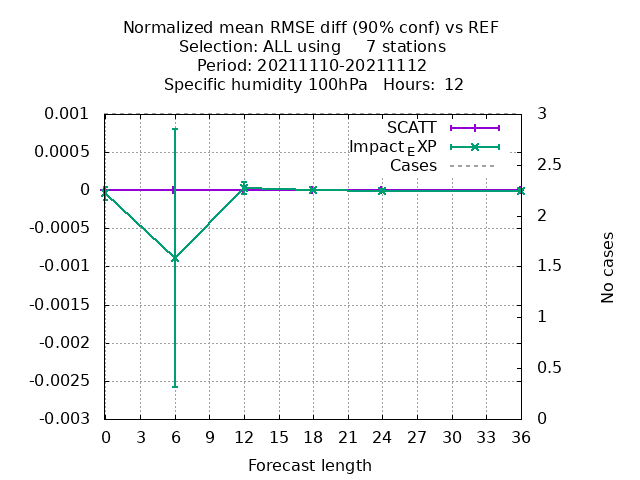 Normalized mean RMSE diff (90% conf) vs REF
Selection: ALL using 7 stations
Period: 20211110-20211112
Specific humidity 100hPa Hours: 12
SCATT
Impact_EXP
Cases
0.001
0.0005
0
-0.0005
-0.001
-0.0015
-0.002
-0.0025
-0.003
3
2.5
2
1.5
1
0.5
0
No cases
0 3 6 9 12 15 18 21 24 27 30 33 36
Forecast length